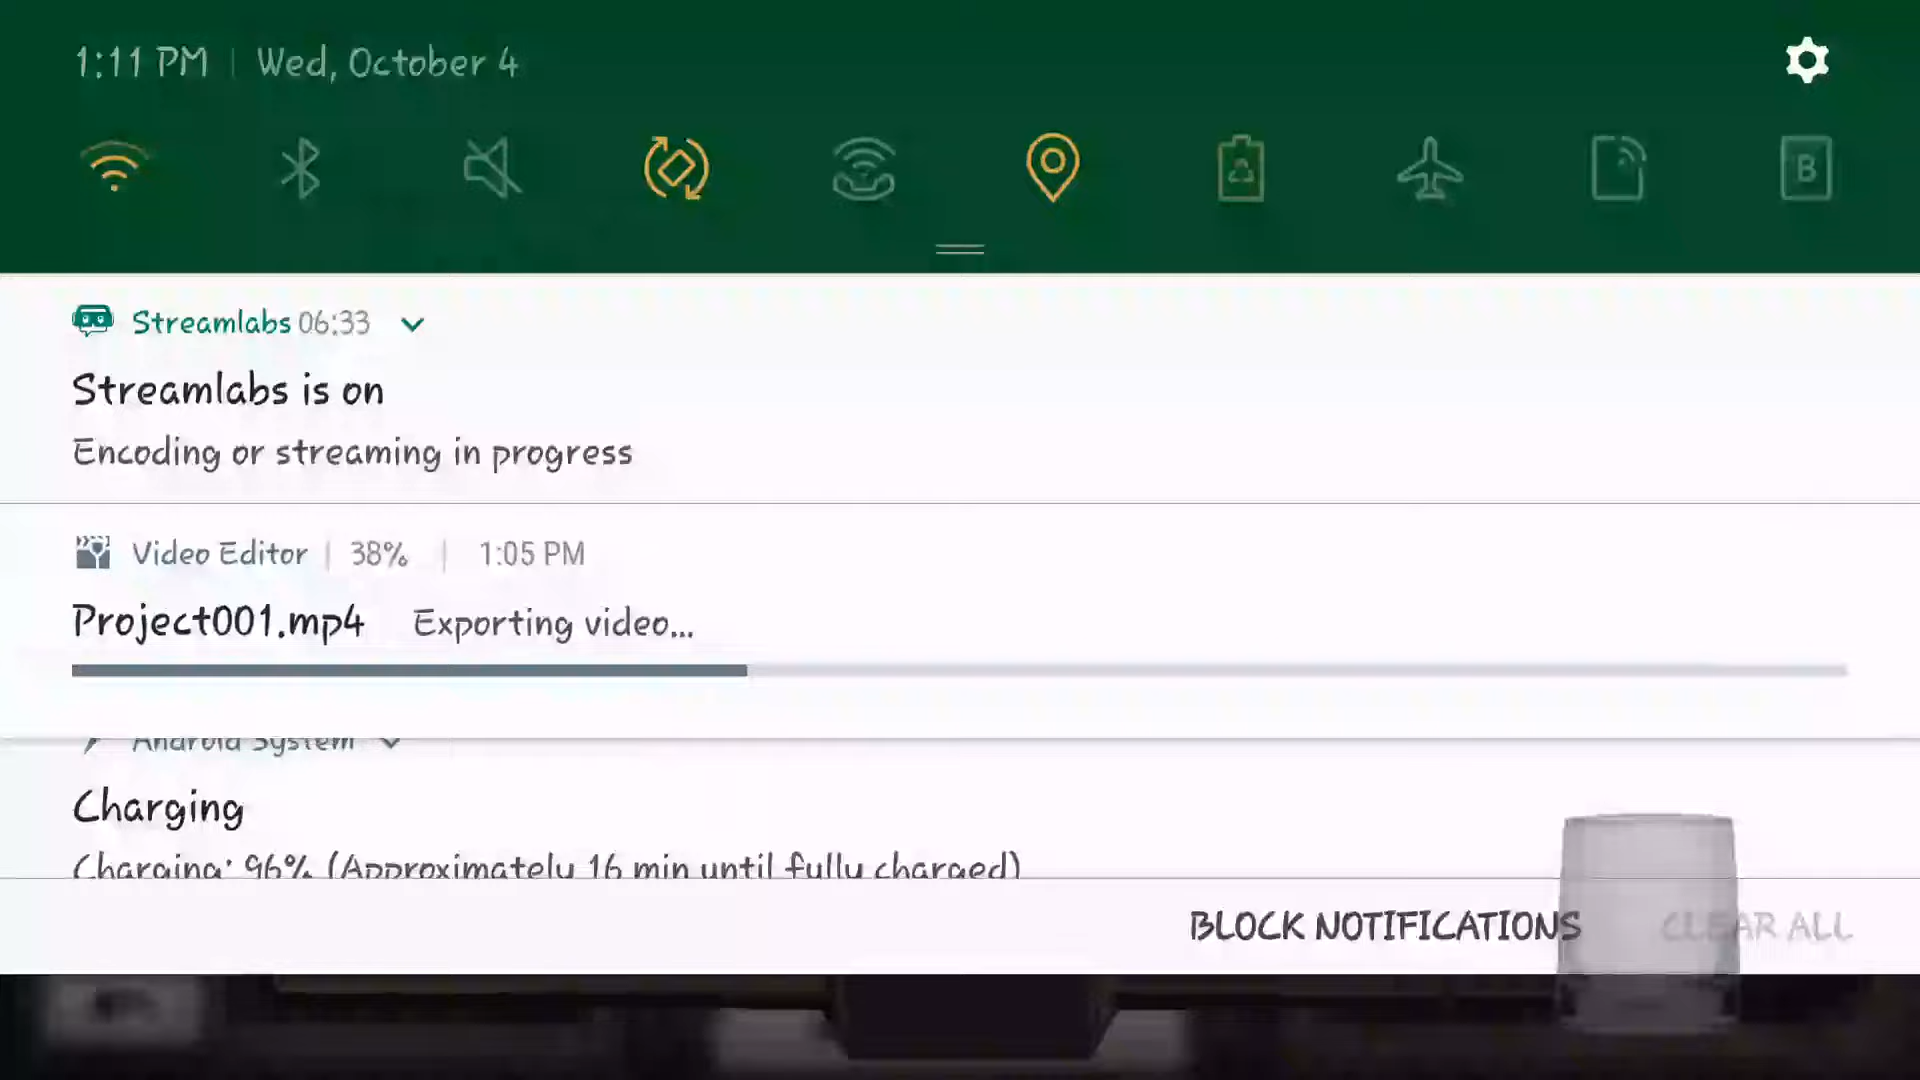 1:11 PM | Wed, October 4
B
Streamlabs 06:33
Streamlabs is on
Encoding or streaming in progress
Video Editor | 38% | 1:05 PM
Project001.mp4 Exporting video...
Android System
Charging
Charging: 96% (Approximately 16 min until fully charged)
BLOCK NOTIFICATIONS CLEAR ALL